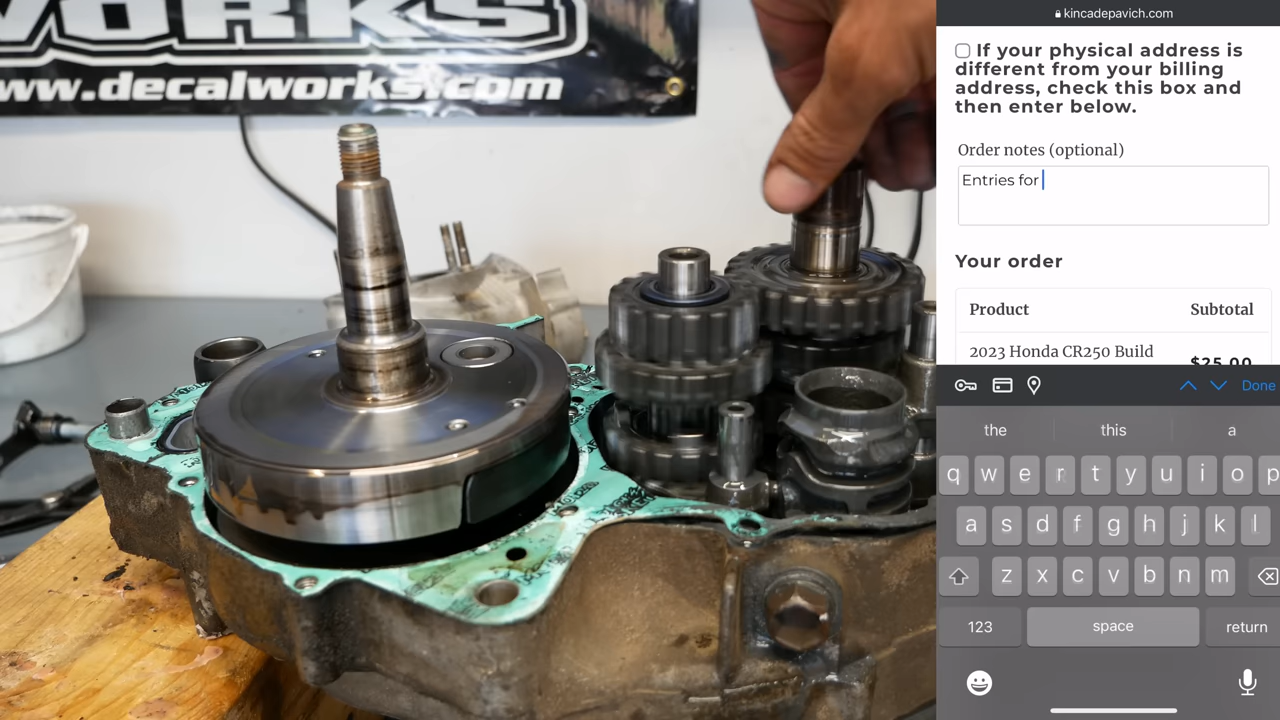 WORKS
www.decalworks.com
kincadepavich.com
If your physical address is
different from your billing
address, check this box and
then enter below.
Order notes (optional)
Entries for
Your order
Product Subtotal
2023 Honda CR250 Build $25.00
the this a
q w e r t y u i o p
a s d f g h j k l
z x c v b n m
123 space return
Done